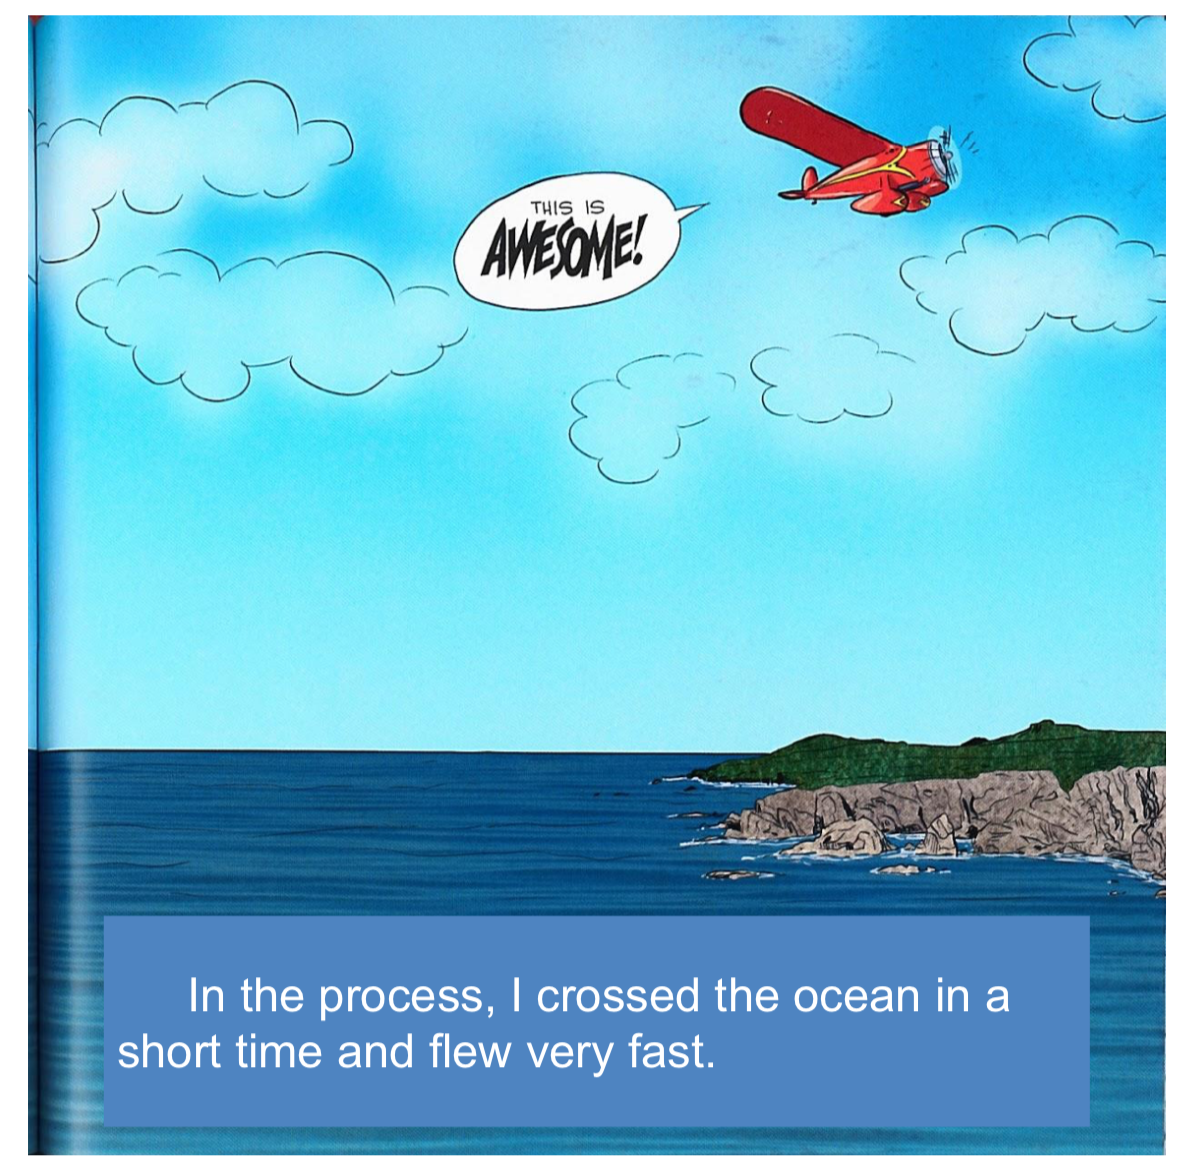 THIS IS
AWESOME!
In the process, I crossed the ocean in a
short time and flew very fast.